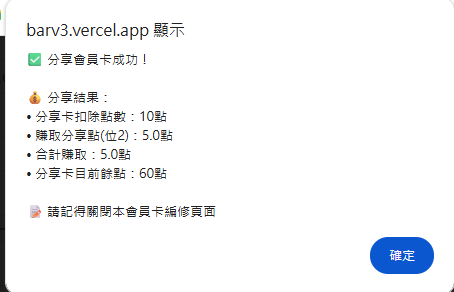 barv3.vercel.app 顯示
✅ 分享會員卡成功！
💰 分享結果：
• 分享卡扣除點數：10點
• 賺取分享點(位2)：5.0點
• 合計賺取：5.0點
• 分享卡目前餘點：60點
📝 請記得關閉本會員卡編修頁面
確定